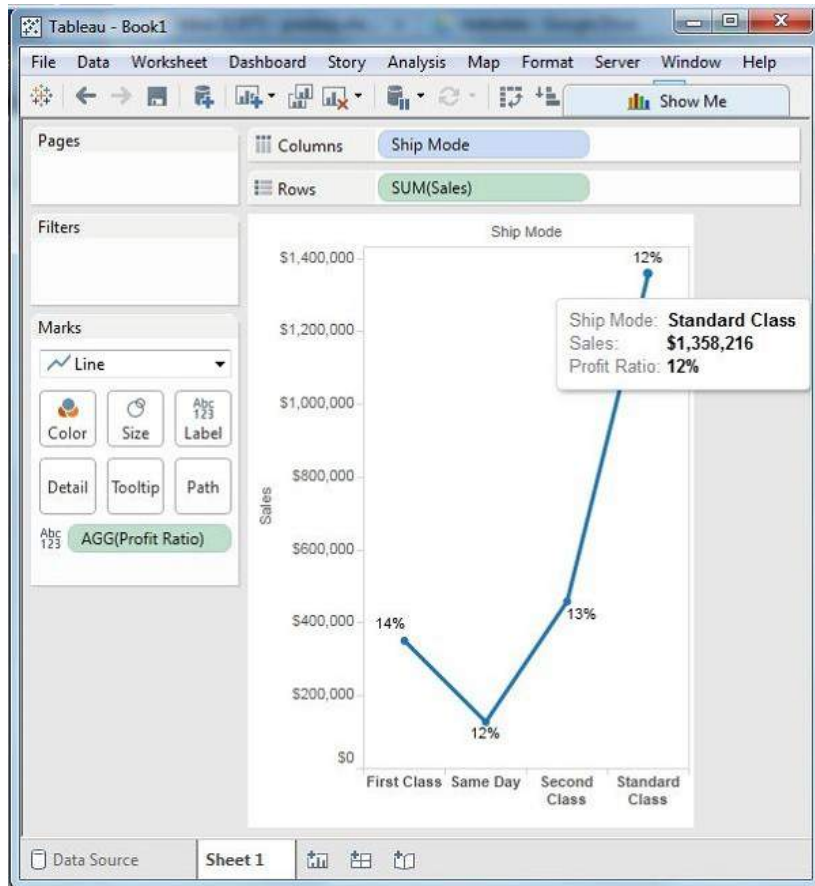 Tableau - Book1
File Data Worksheet Dashboard Story Analysis Map Format Server Window Help
Show Me
Pages
Columns Ship Mode
Rows SUM(Sales)
Filters
Marks
Line
Color
Size
Abc
123
Label
Detail
Tooltip
Path
Abc
123
AGG(Profit Ratio)
Ship Mode
$1,400,000
$1,200,000
$1,000,000
$800,000
$600,000
$400,000
$200,000
$0
Sales
14%
12%
13%
12%
Ship Mode: Standard Class
Sales: $1,358,216
Profit Ratio: 12%
First Class Same Day Second Class Standard Class
Data Source
Sheet 1